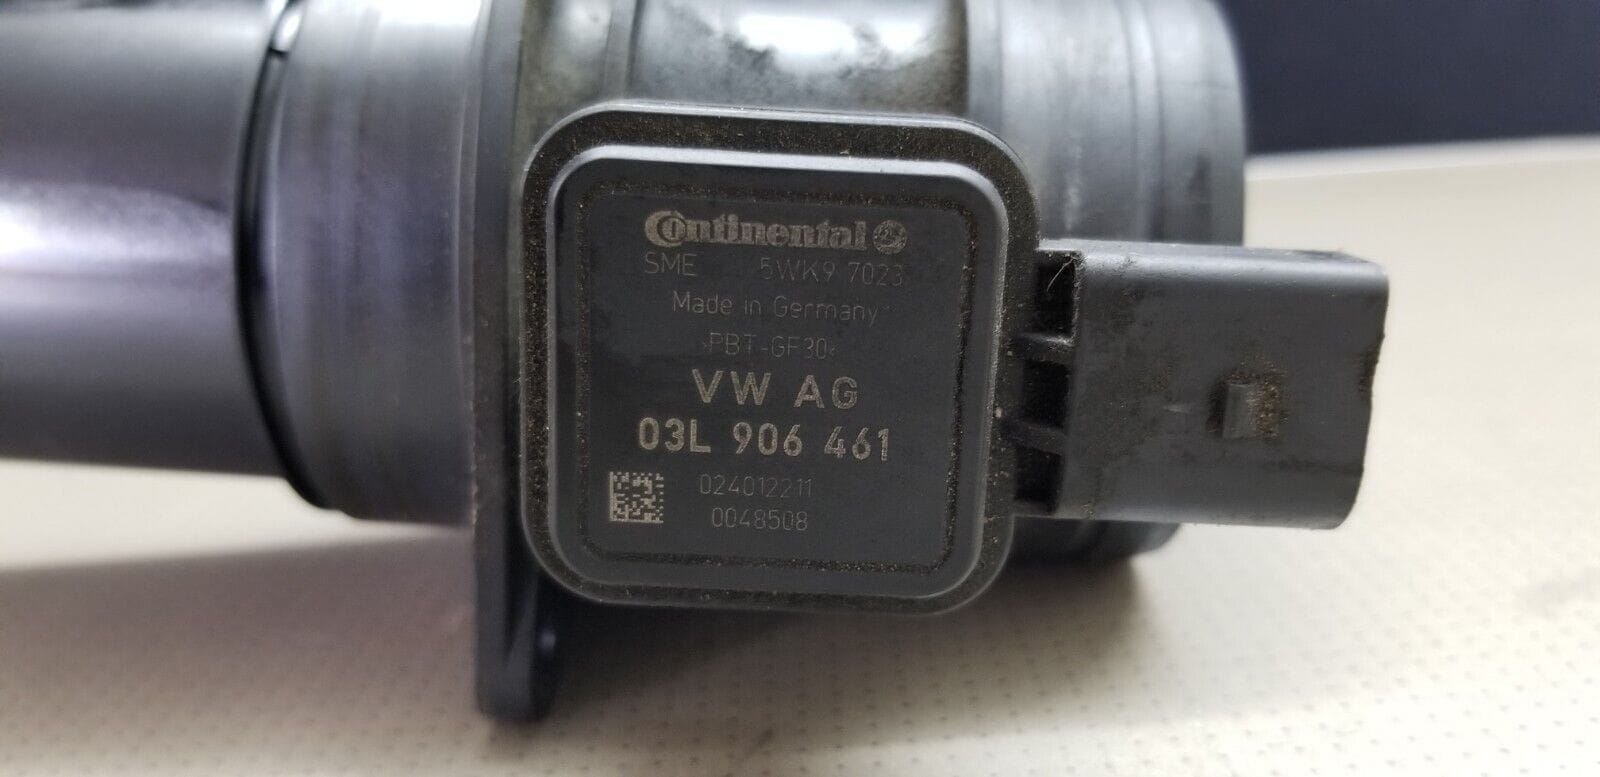 Continental
SME 5WK9 7023
Made in Germany
>PBT-GF30<
VW AG
03L 906 461
024012211
0048508